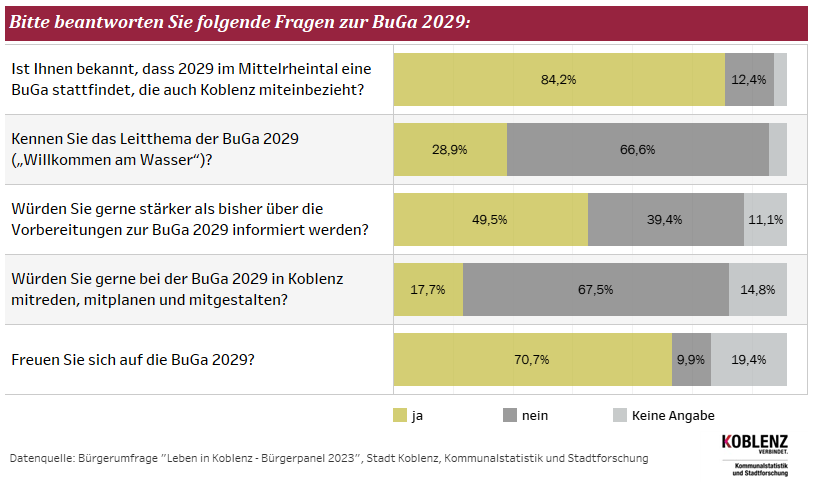 Bitte beantworten Sie folgende Fragen zur BuGa 2029:
Ist Ihnen bekannt, dass 2029 im Mittelrheintal eine
BuGa stattfindet, die auch Koblenz miteinbezieht?
84,2% 12,4%
Kennen Sie das Leitthema der BuGa 2029
(„Willkommen am Wasser“)?
28,9% 66,6%
Würden Sie gerne stärker als bisher über die
Vorbereitungen zur BuGa 2029 informiert werden?
49,5% 39,4% 11,1%
Würden Sie gerne bei der BuGa 2029 in Koblenz
mitreden, mitplanen und mitgestalten?
17,7% 67,5% 14,8%
Freuen Sie sich auf die BuGa 2029?
70,7% 9,9% 19,4%
ja nein Keine Angabe
KOBLENZ
VERBINDET.
Kommunalstatistik
und Stadtforschung
Datenquelle: Bürgerumfrage "Leben in Koblenz - Bürgerpanel 2023", Stadt Koblenz, Kommunalstatistik und Stadtforschung